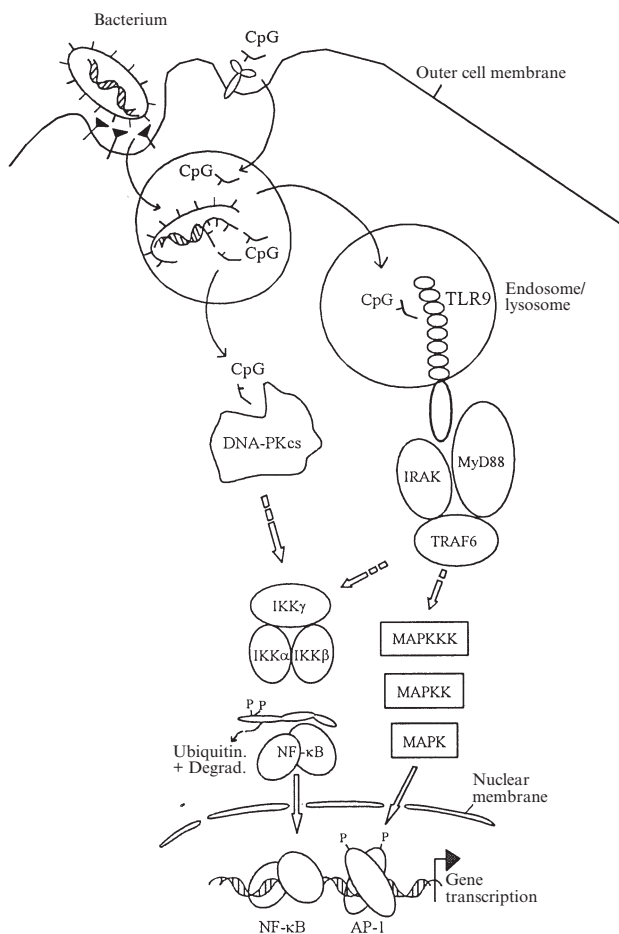 Bacterium
CpG
Outer cell membrane
CpG
CpG
CpG
TLR9
Endosome/
lysosome
CpG
DNA-PKcs
IRAK
MyD88
TRAF6
IKKγ
IKKα
IKKβ
MAPKKK
MAPKK
MAPK
P
P
Ubiquitin.
+ Degrad.
NF-κB
Nuclear
membrane
P
P
Gene
transcription
NF-κB
AP-1